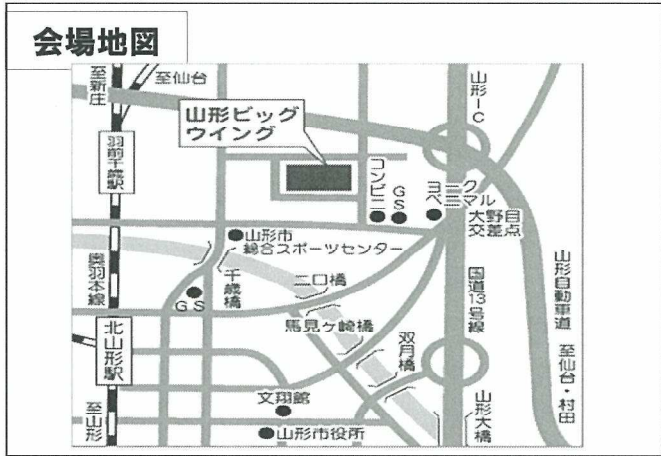 会場地図
至新庄
至仙台
山形ビッグ
ウイング
山形IC
羽前千歳駅
コンビニ
GS
ヨークベニマル
大野目
交差点
山形市
総合スポーツセンター
奥羽本線
千歳橋
二口橋
国道13号線
山形自動車道 至仙台・村田
GS
馬見ヶ崎橋
北山形駅
双月橋
文翔館
至山形
山形市役所
山形大橋